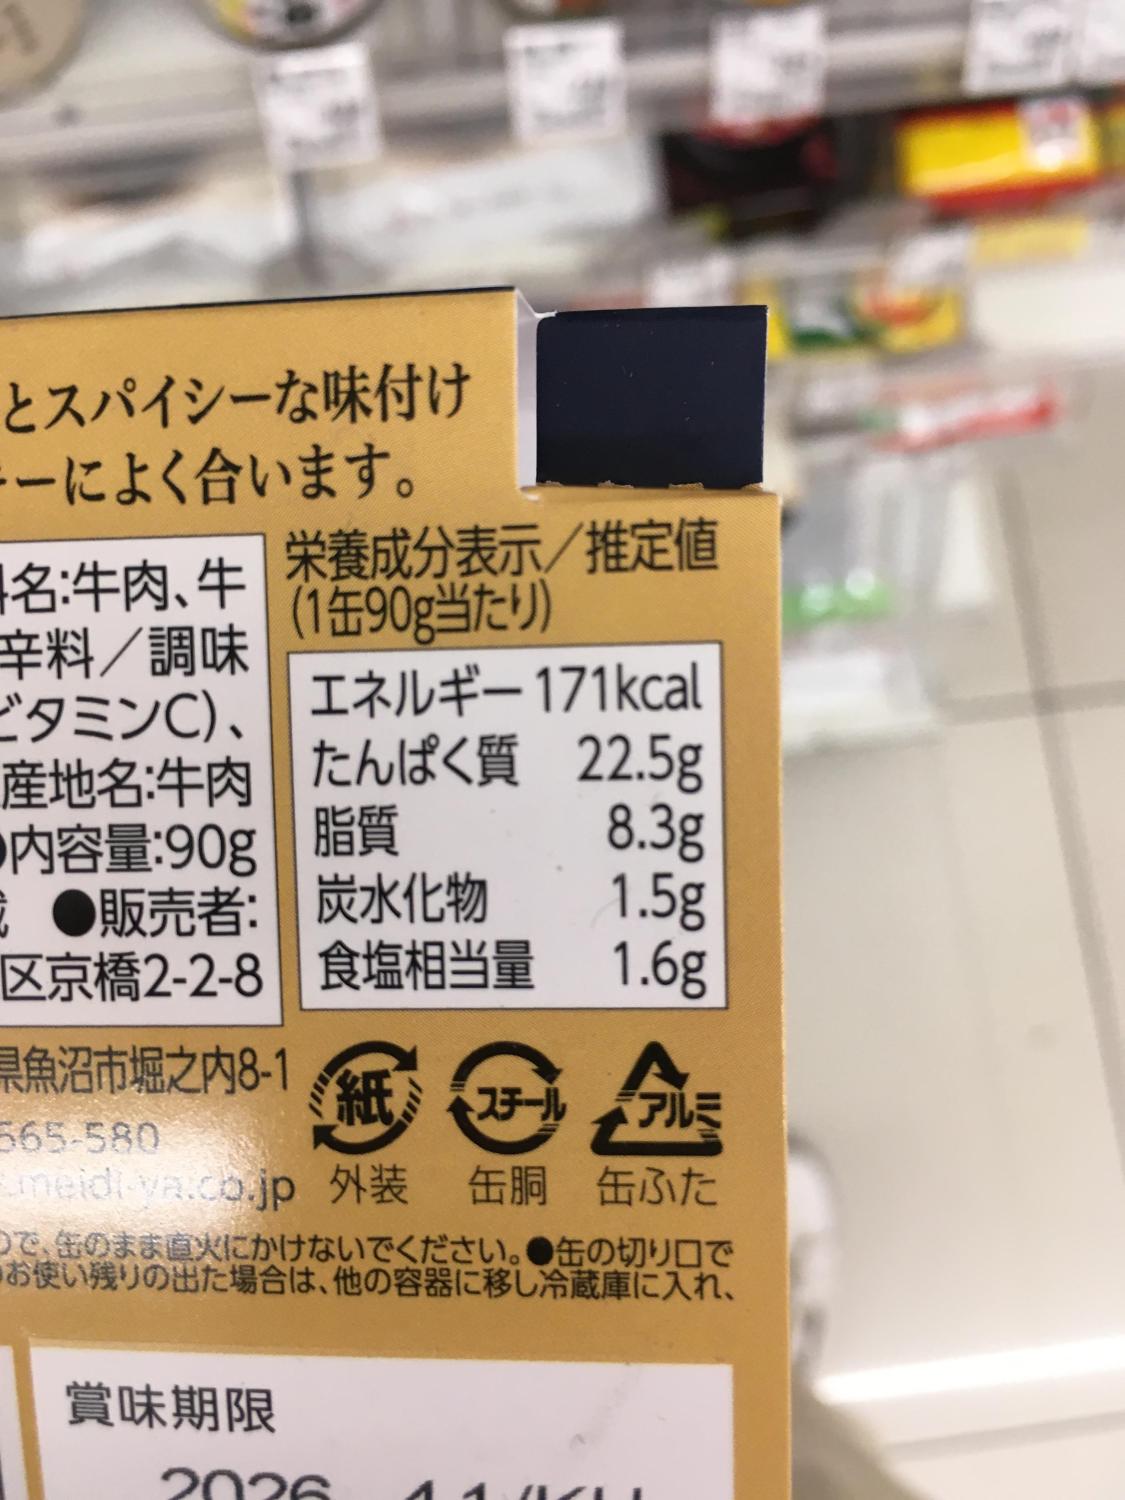 とスパイシーな味付け
キーによく合います。
栄養成分表示／推定値
(1缶90g当たり)
エネルギー 171kcal
たんぱく質 22.5g
脂質 8.3g
炭水化物 1.5g
食塩相当量 1.6g
料名:牛肉、牛
辛料／調味
ビタミンC)、
産地名:牛肉
●内容量:90g
●販売者:
区京橋2-2-8
県魚沼市堀之内8-1
565-580
.meidi-ya.co.jp
紙 スチール アルミ
外装 缶胴 缶ふた
ので、缶のまま直火にかけないでください。●缶の切り口で
お使い残りの出た場合は、他の容器に移し冷蔵庫に入れ、
賞味期限
2026